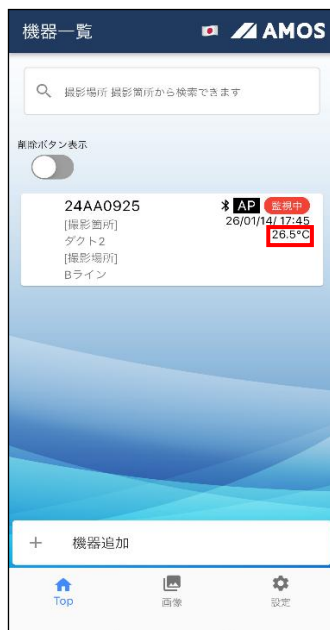 機器一覧
AMOS
撮影場所 撮影箇所から検索できます
削除ボタン表示
24AA0925
AP 監視中
[撮影箇所]
26/01/14/ 17:45
ダクト2
26.5°C
[撮影場所]
Bライン
+ 機器追加
Top
画像
設定